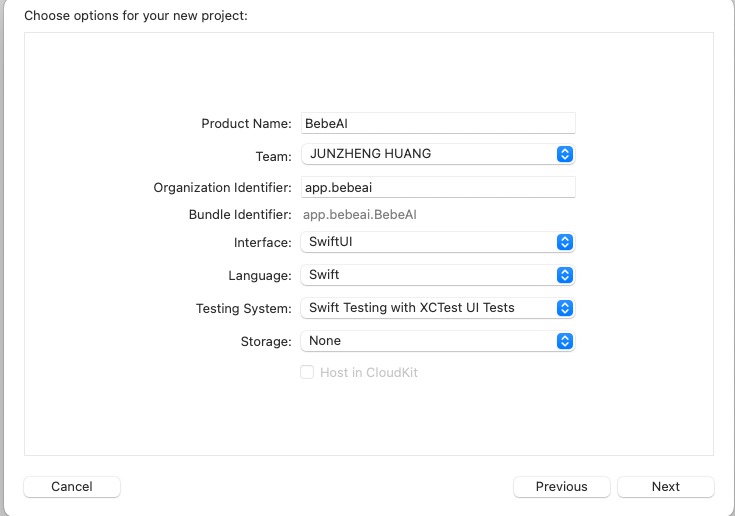 Choose options for your new project:
Product Name: BebeAI
Team: JUNZHENG HUANG
Organization Identifier: app.bebeai
Bundle Identifier: app.bebeai.BebeAI
Interface: SwiftUI
Language: Swift
Testing System: Swift Testing with XCTest UI Tests
Storage: None
Host in CloudKit
Cancel Previous Next